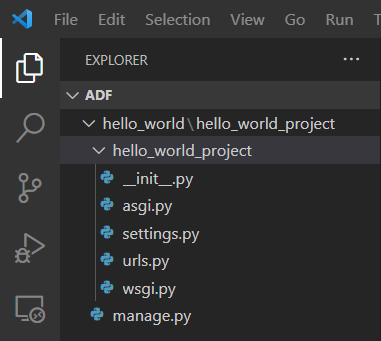 File Edit Selection View Go Run
EXPLORER ...
ADF
hello_world\hello_world_project
hello_world_project
__init__.py
asgi.py
settings.py
urls.py
wsgi.py
manage.py